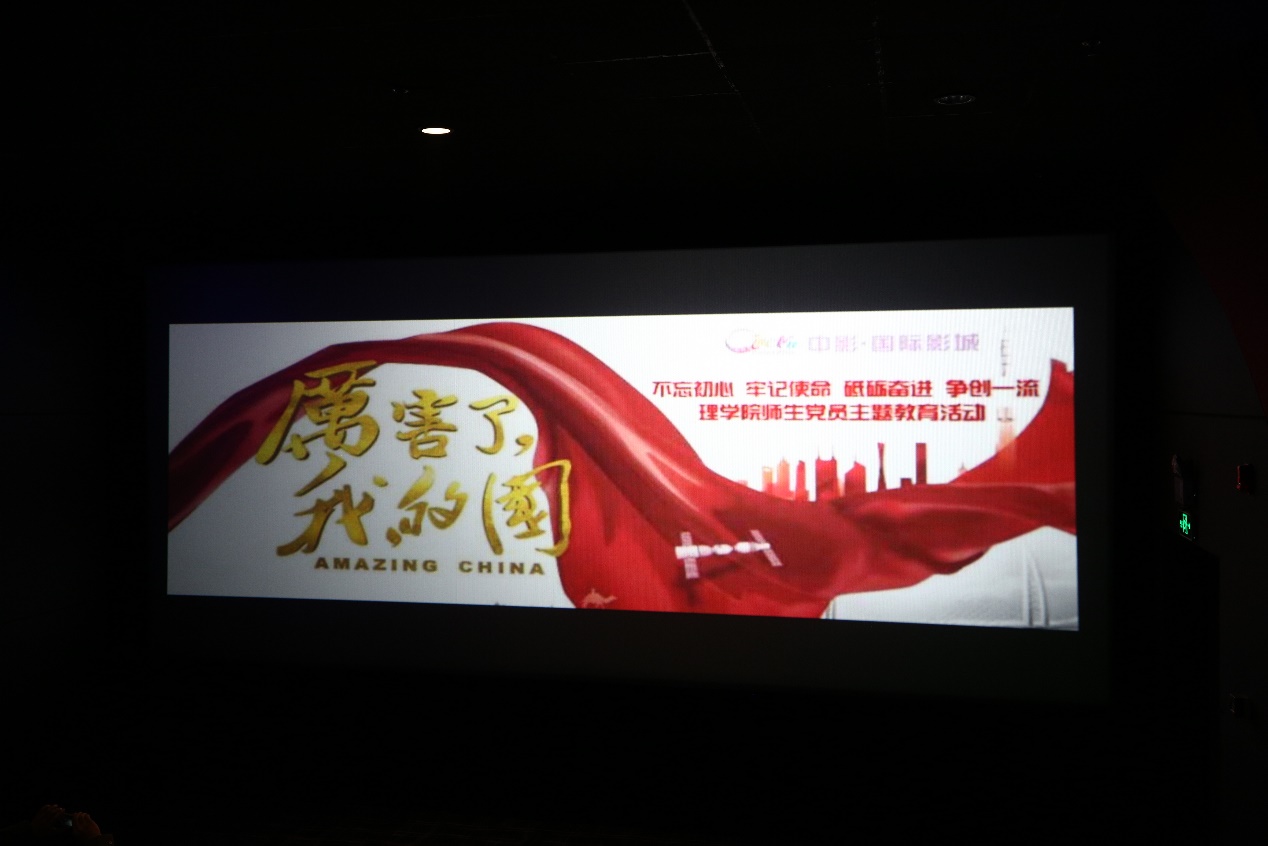 厲害了,
我的國
AMAZING CHINA
中影·国际影城
不忘初心 牢记使命 砥砺奋进 争创一流
理学院师生党员主题教育活动